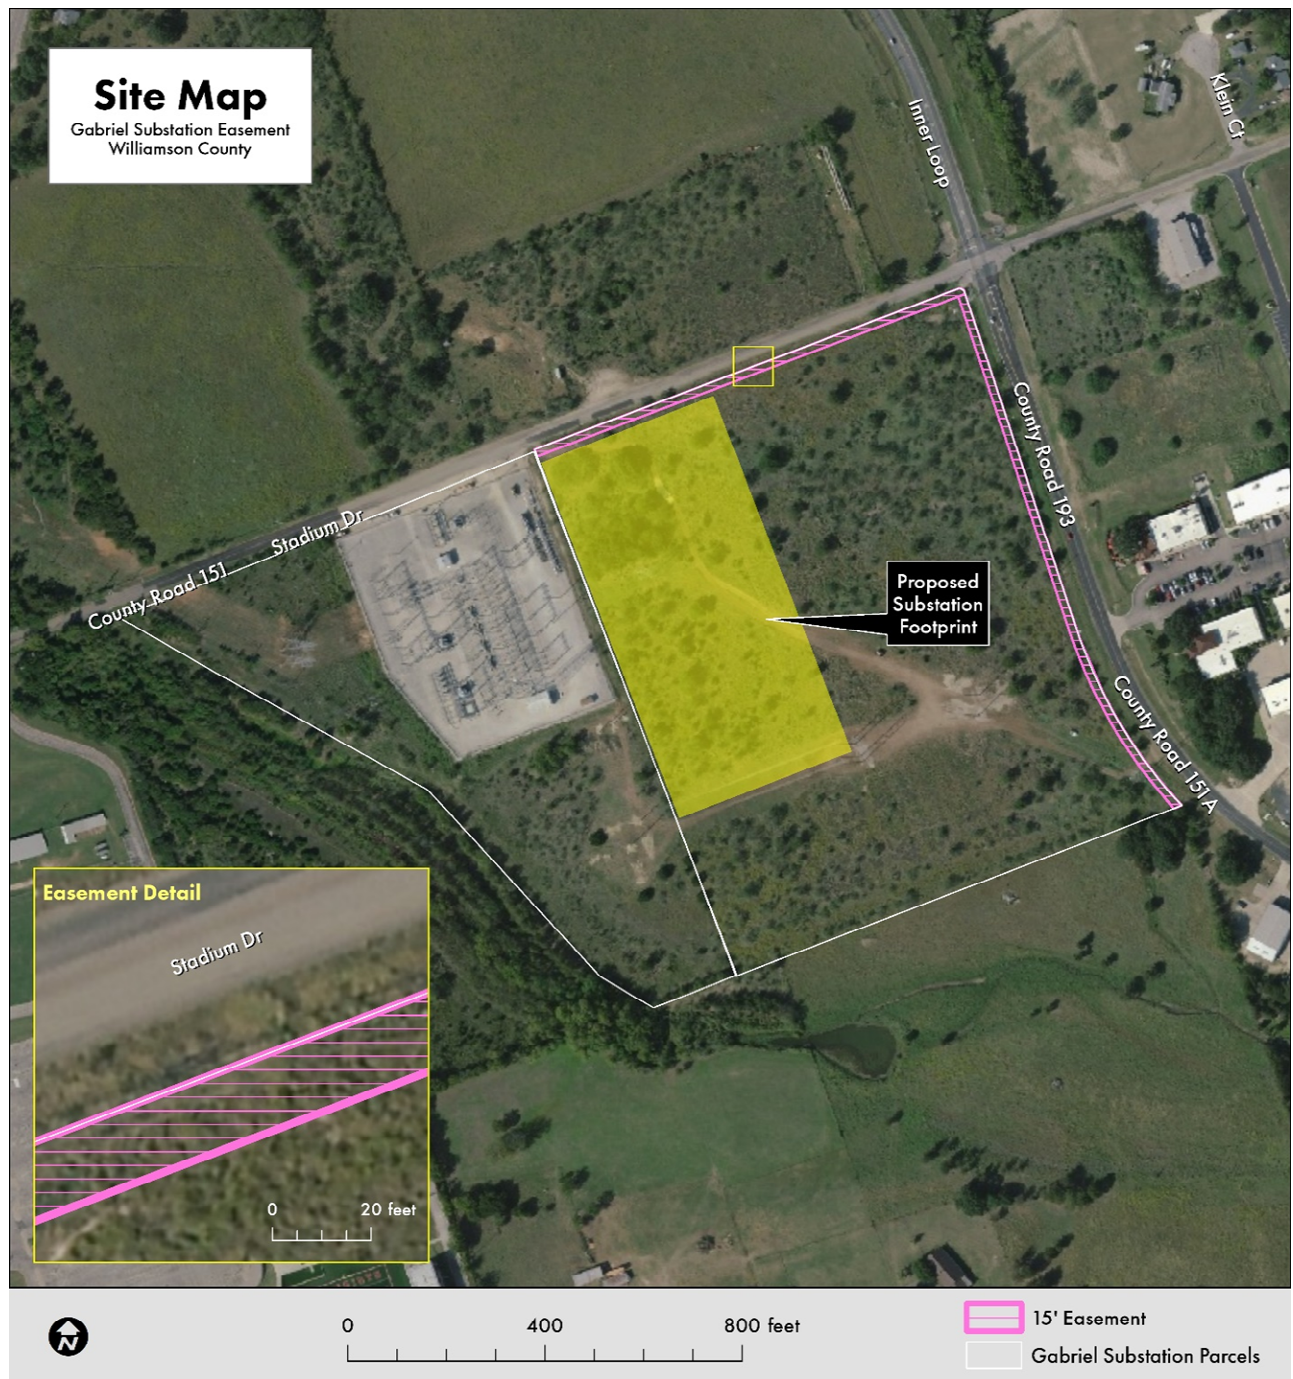 Site Map
Gabriel Substation Easement
Williamson County
Inner Loop
Klein Ct
County Road 193
Stadium Dr
County Road 151
Proposed
Substation
Footprint
County Road 151 A
Easement Detail
Stadium Dr
0 20 feet
N
0 400 800 feet
15' Easement
Gabriel Substation Parcels